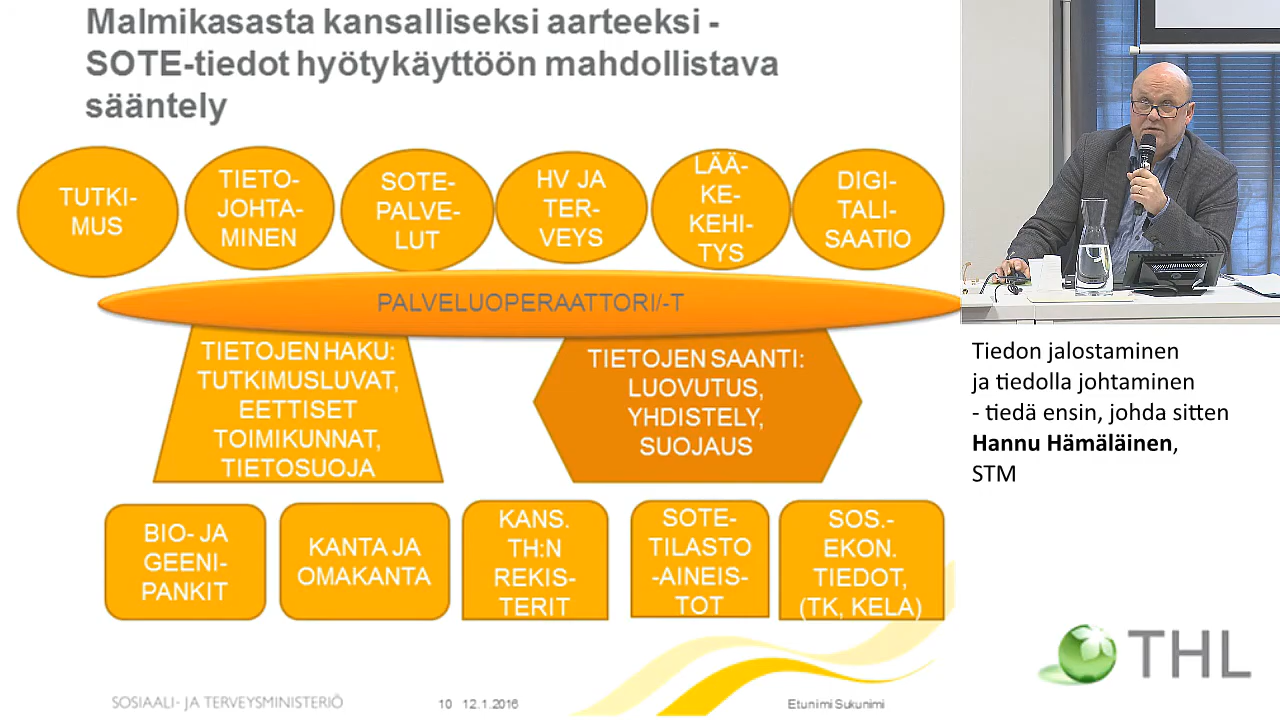 Malmikasasta kansalliseksi aarteeksi -
SOTE-tiedot hyötykäyttöön mahdollistava
sääntely
TUTKI-
MUS
TIETO-
JOHTA-
MINEN
SOTE-
PALVE-
LUT
HV JA
TER-
VEYS
LÄÄ-
KE-
KEHI-
TYS
DIGI-
TALI-
SAATIO
PALVELUOPERAATTORI/-T
TIETOJEN HAKU:
TUTKIMUSLUVAT,
EETTISET
TOIMIKUNNAT,
TIETOSUOJA
TIETOJEN SAANTI:
LUOVUTUS,
YHDISTELY,
SUOJAUS
BIO- JA
GEENI-
PANKIT
KANTA JA
OMAKANTA
KANS.
TH:N
REKIS-
TERIT
SOTE-
TILASTO
-AINEIS-
TOT
SOS.-
EKON.
TIEDOT,
(TK, KELA)
SOSIAALI- JA TERVEYSMINISTERIÖ
10 12.1.2016
Etunimi Sukunimi
Tiedon jalostaminen
ja tiedolla johtaminen
- tiedä ensin, johda sitten
Hannu Hämäläinen,
STM
THL